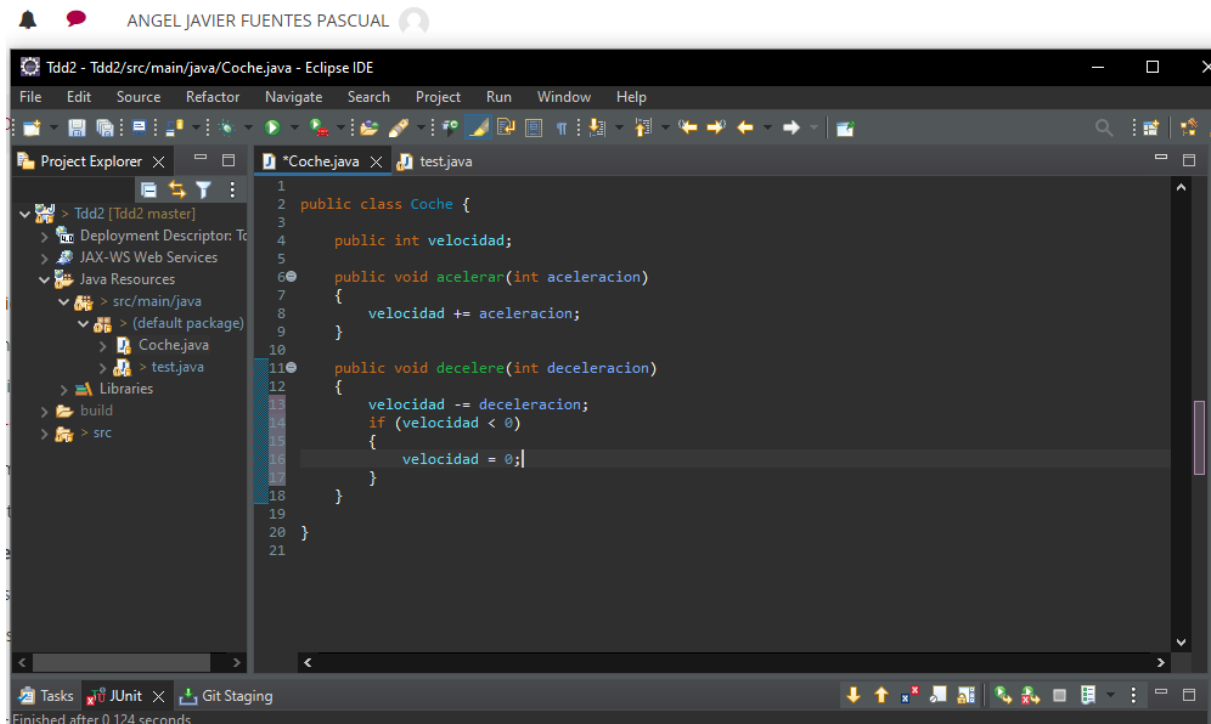 ANGEL JAVIER FUENTES PASCUAL
Tdd2 - Tdd2/src/main/java/Coche.java - Eclipse IDE
File Edit Source Refactor Navigate Search Project Run Window Help
Project Explorer
*Coche.java test.java
> Tdd2 [Tdd2 master]
Deployment Descriptor: To
JAX-WS Web Services
Java Resources
> src/main/java
> (default package)
Coche.java
> test.java
Libraries
build
> src
1
2 public class Coche {
3
4 public int velocidad;
5
6 public void acelerar(int aceleracion)
7 {
8 velocidad += aceleracion;
9 }
10
11 public void decelere(int deceleracion)
12 {
13 velocidad -= deceleracion;
14 if (velocidad < 0)
15 {
16 velocidad = 0;
17 }
18 }
19
20 }
21
Tasks JUnit Git Staging
Finished after 0,124 seconds